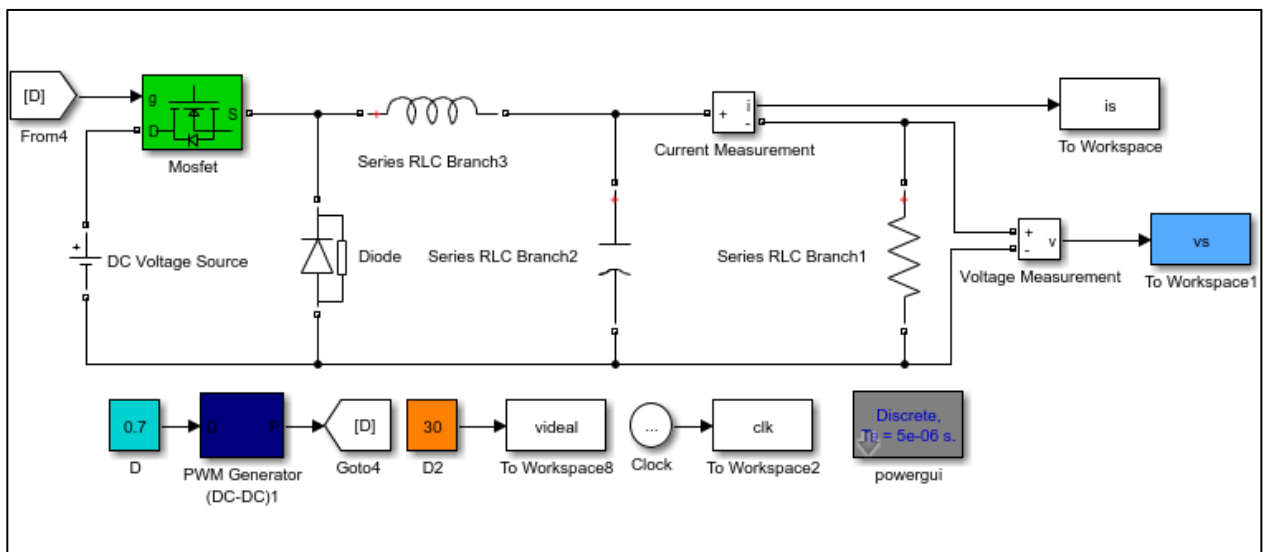 [D]
From4
g
D
S
Mosfet
Series RLC Branch3
+
i
-
Current Measurement
is
To Workspace
+
DC Voltage Source
Diode
Series RLC Branch2
Series RLC Branch1
+
-
v
Voltage Measurement
vs
To Workspace1
0.7
D
D
P
PWM Generator
(DC-DC)1
[D]
Goto4
30
D2
videal
To Workspace8
...
Clock
clk
To Workspace2
Discrete,
Ts = 5e-06 s.
powergui